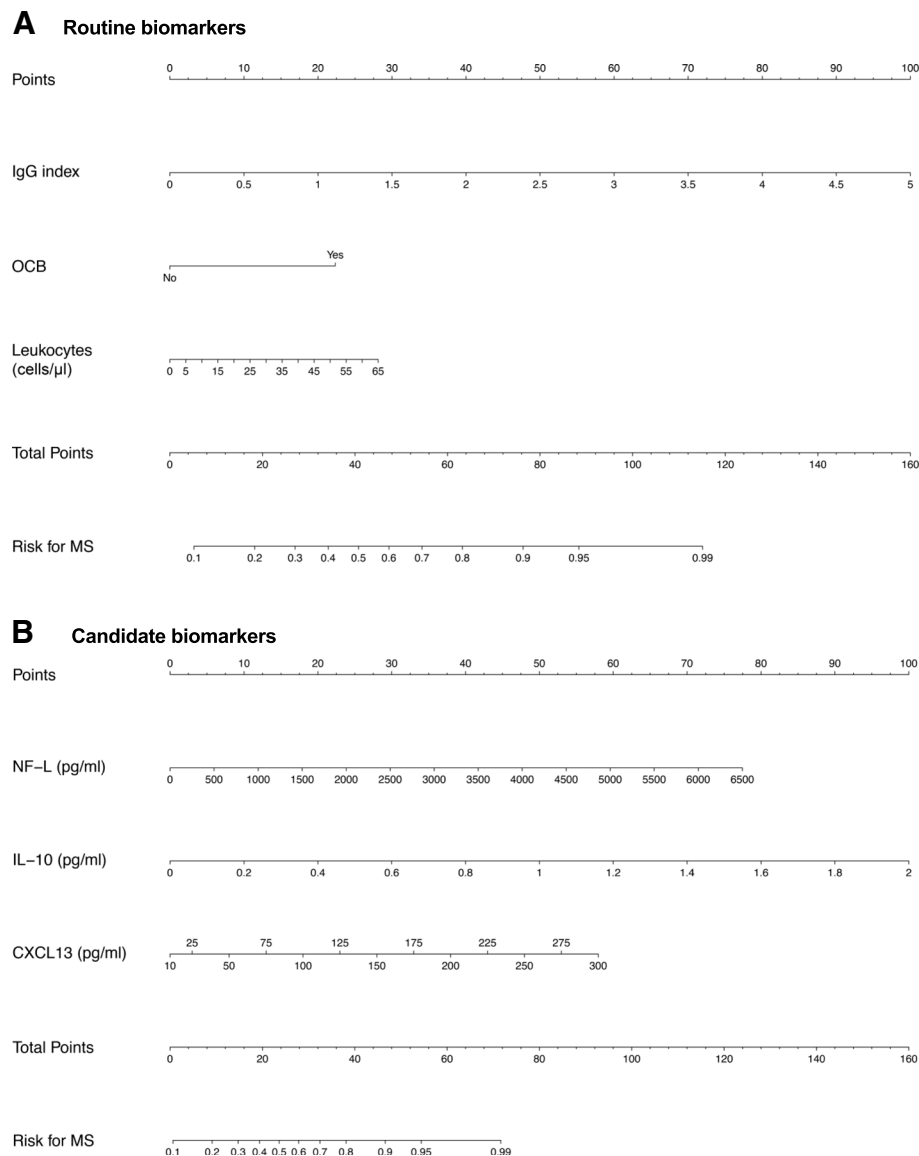 A Routine biomarkers
0 10 20 30 40 50 60 70 80 90 100
Points
IgG index
0 0.5 1 1.5 2 2.5 3 3.5 4 4.5 5
Yes
OCB
No
Leukocytes
(cells/µl)
0 5 15 25 35 45 55 65
Total Points
0 20 40 60 80 100 120 140 160
Risk for MS
0.1 0.2 0.3 0.4 0.5 0.6 0.7 0.8 0.9 0.95 0.99
B Candidate biomarkers
0 10 20 30 40 50 60 70 80 90 100
Points
NF−L (pg/ml)
0 500 1000 1500 2000 2500 3000 3500 4000 4500 5000 5500 6000 6500
IL−10 (pg/ml)
0 0.2 0.4 0.6 0.8 1 1.2 1.4 1.6 1.8 2
25 75 125 175 225 275
CXCL13 (pg/ml)
10 50 100 150 200 250 300
Total Points
0 20 40 60 80 100 120 140 160
Risk for MS
0.1 0.2 0.3 0.4 0.5 0.6 0.7 0.8 0.9 0.95 0.99